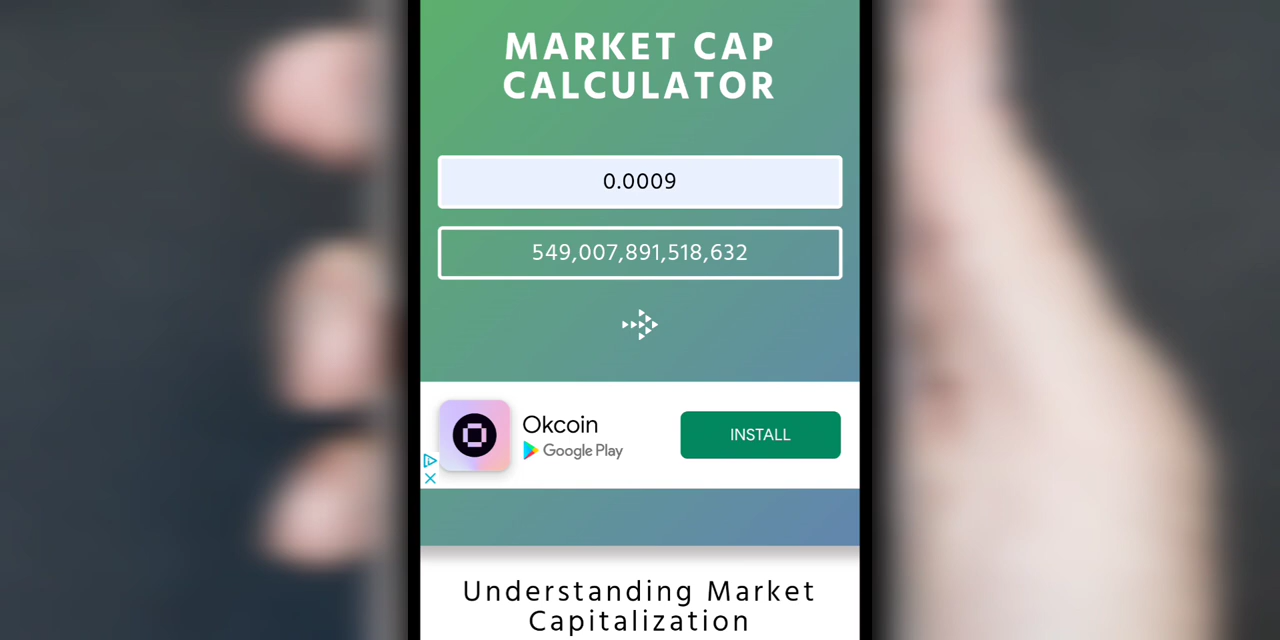 MARKET CAP
CALCULATOR
0.0009
549,007,891,518,632
Okcoin
Google Play
INSTALL
Understanding Market
Capitalization